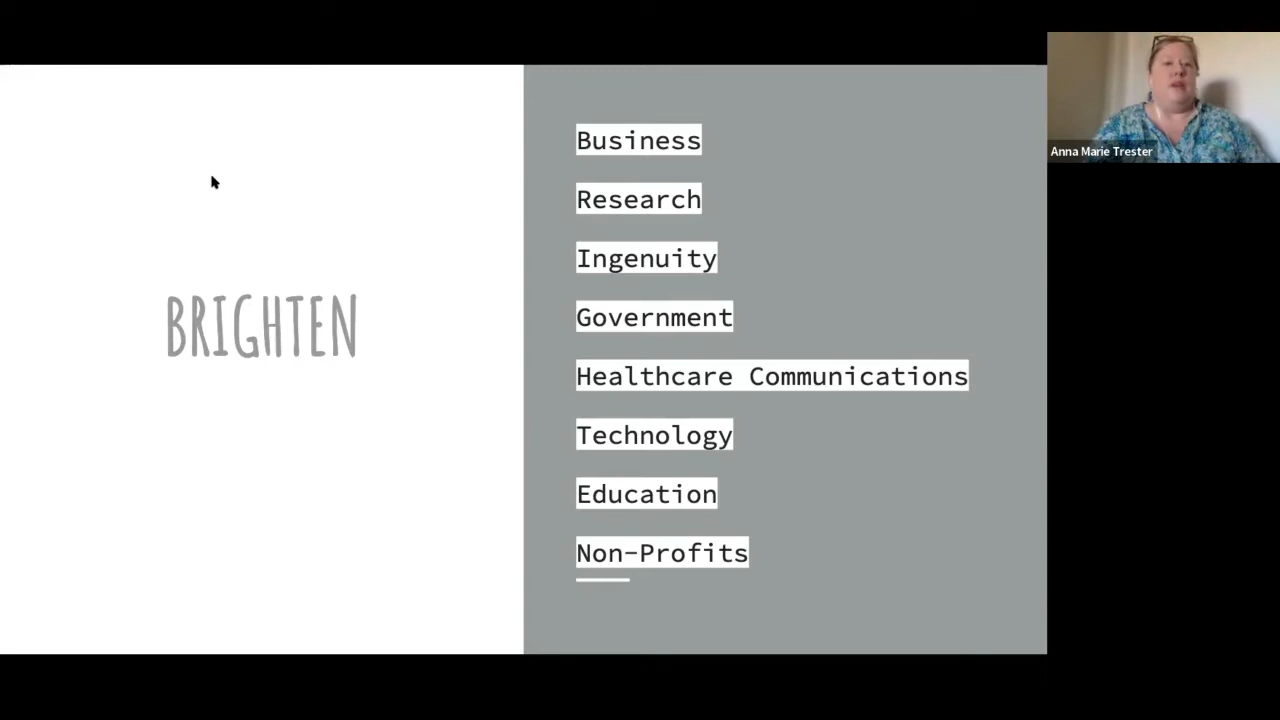 BRIGHTEN
Business
Research
Ingenuity
Government
Healthcare Communications
Technology
Education
Non-Profits
Anna Marie Trester